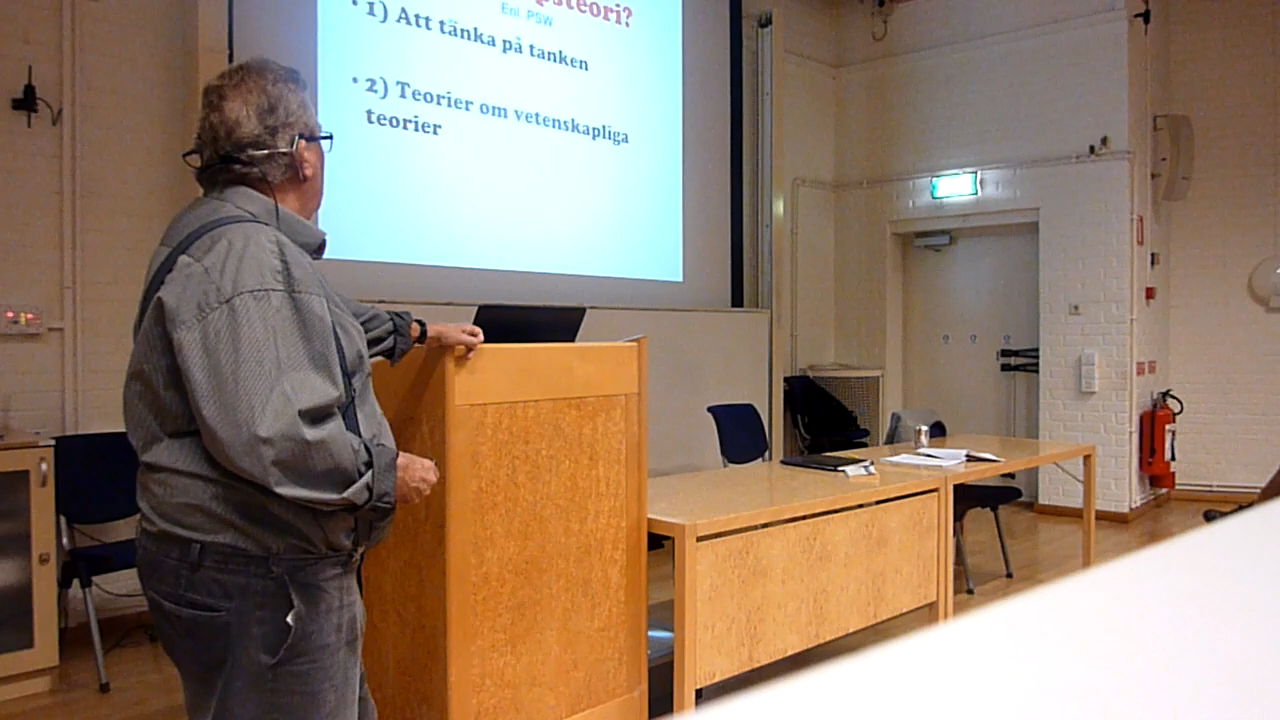 Enl. PSW
• 1) Att tänka på tanken
• 2) Teorier om vetenskapliga
teorier